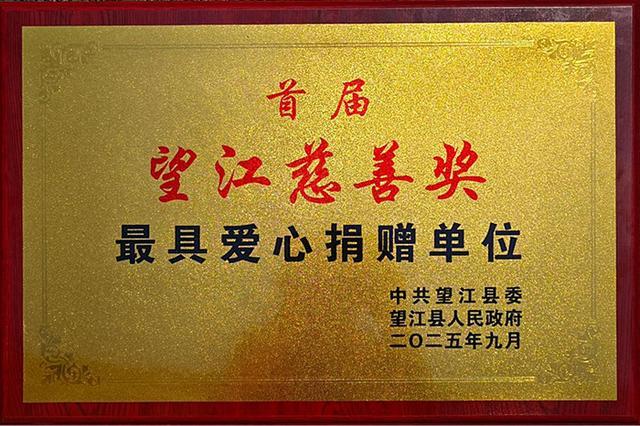 首届
望江慈善奖
最具爱心捐赠单位
中共望江县委
望江县人民政府
二〇二五年九月